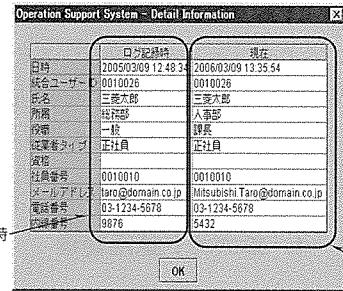 Operation Support System - Detail Information
ログ記録時 現在
日時 2005/03/09 12.48.34 2006/03/09 13.35.54
統合ユーザーID 0010026 0010026
氏名 三菱太郎 三菱太郎
所属 総務部 人事部
役職 一般 課長
従業者タイプ 正社員 正社員
資格
社員番号 0010010 0010010
メールアドレ taro@domain.co.jp Mitsubishi.Taro@domain.co.jp
電話番号 03-1234-5678 03-1234-5678
番号 9876 5432
時
OK